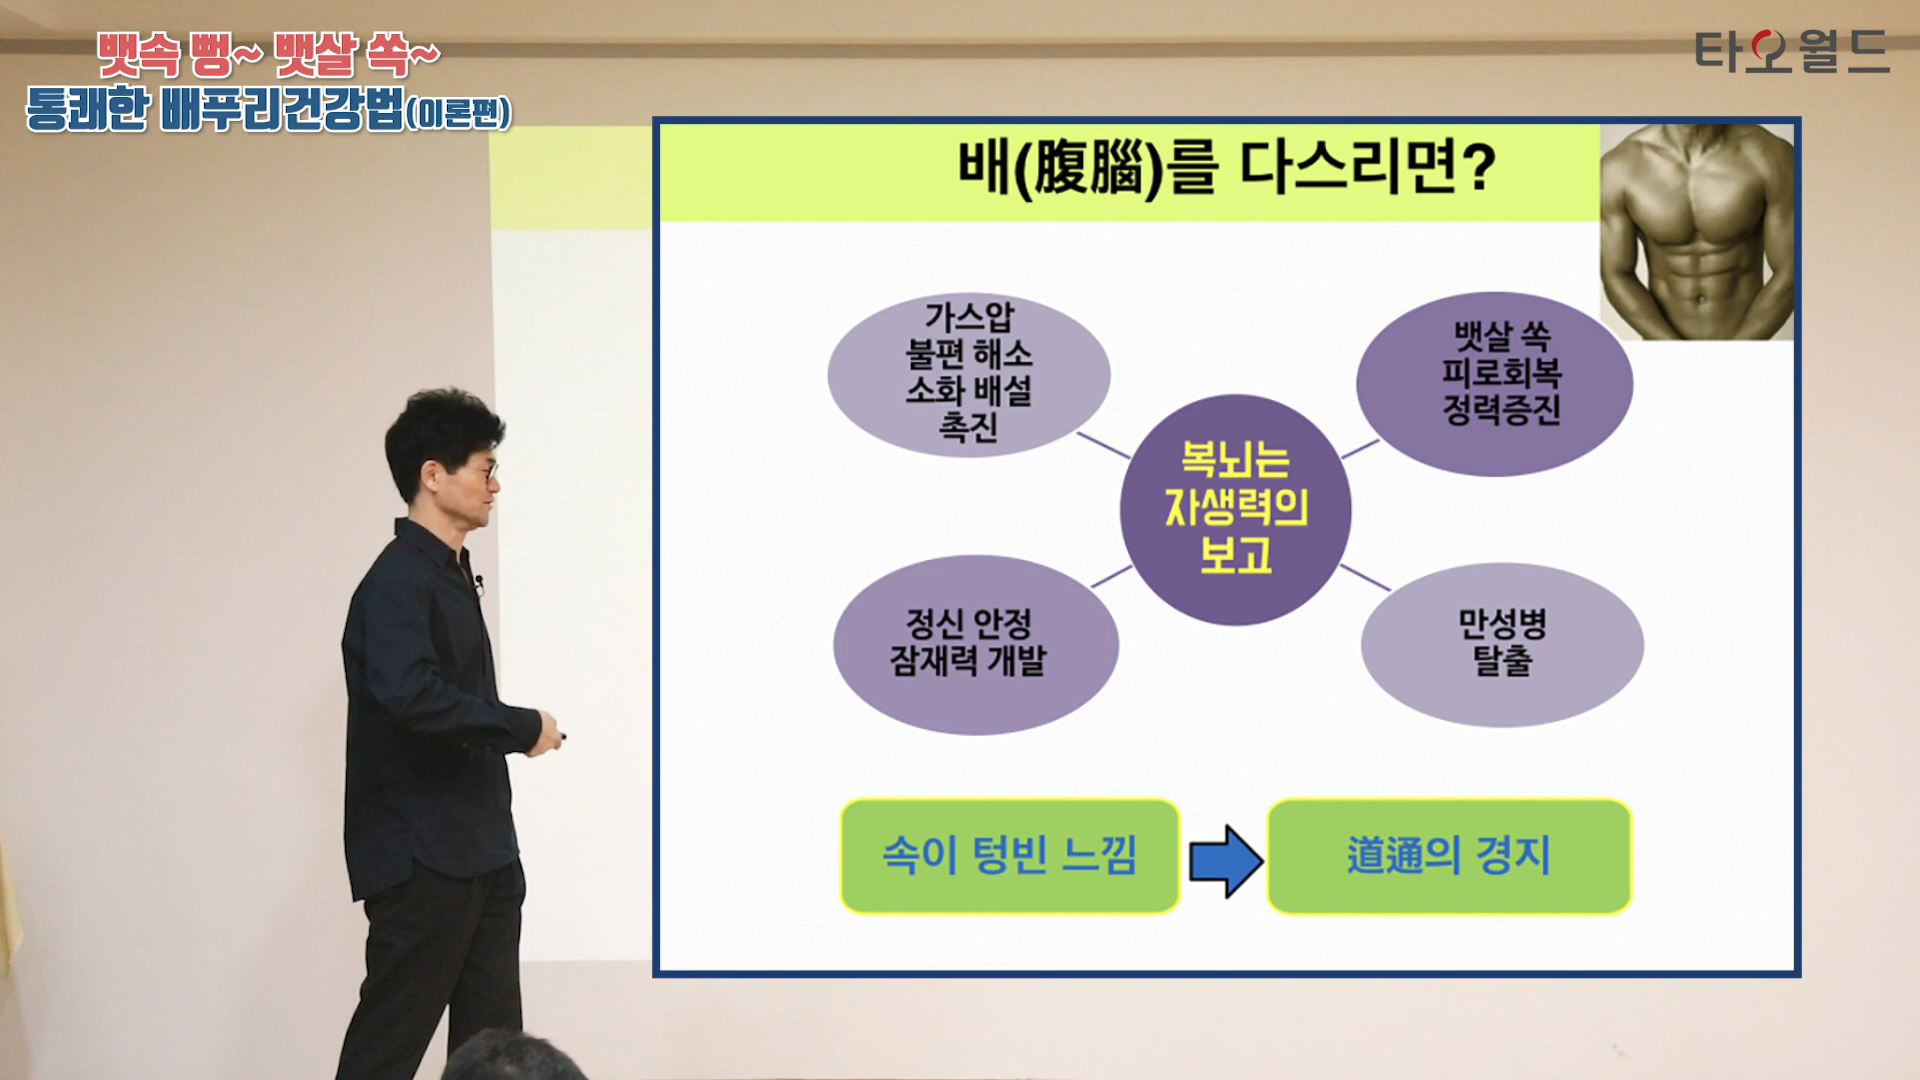 뱃속 뻥~ 뱃살 쏙~
통쾌한 배푸리건강법(이론편)
타오월드
배(腹腦)를 다스리면?
가스압
불편 해소
소화 배설
촉진
뱃살 쏙
피로회복
정력증진
복뇌는
자생력의
보고
정신 안정
잠재력 개발
만성병
탈출
속이 텅빈 느낌
道通의 경지